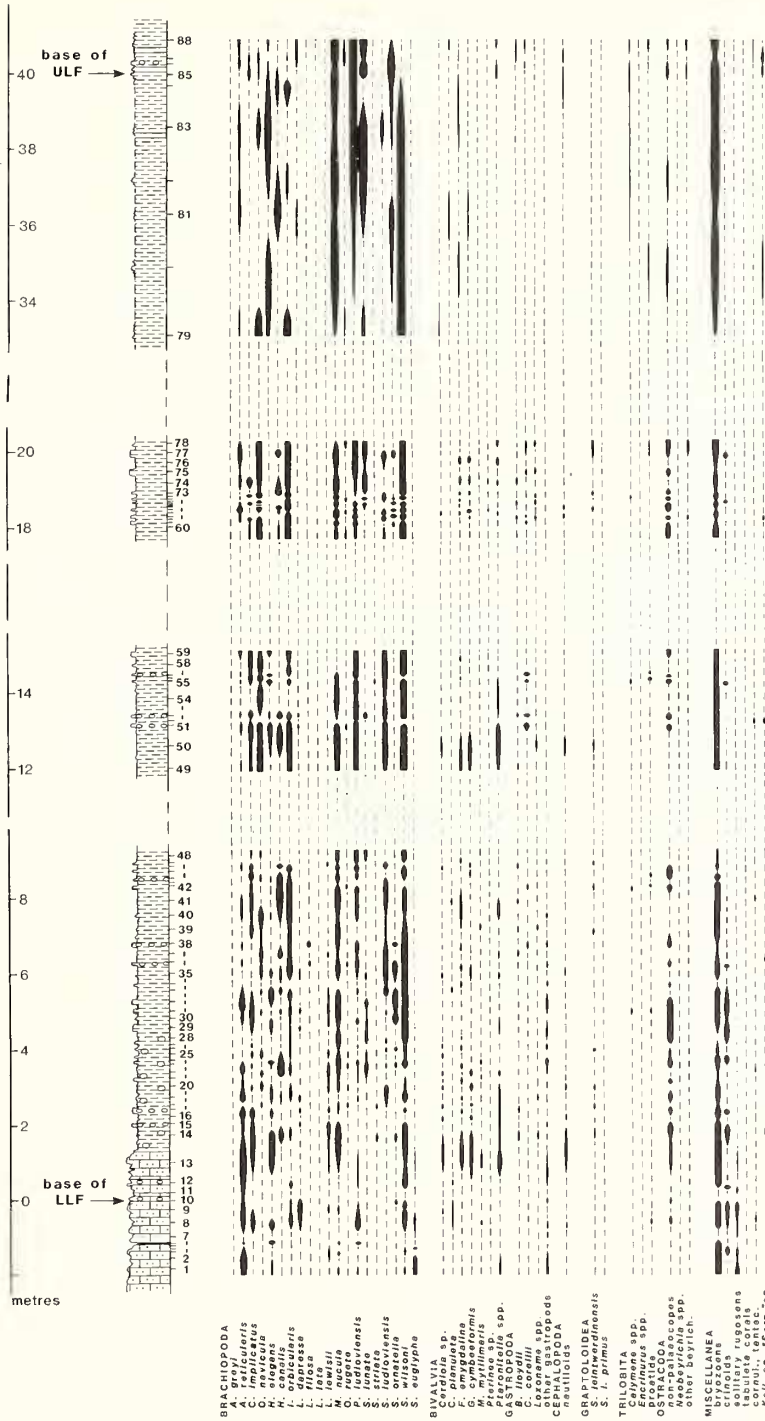 base of
ULF
40
38
36
34
20
18
14
12
8
6
4
2
0
base of
LLF
metres
88
85
83
81
79
78
77
76
75
74
73
60
59
58
55
54
51
50
49
48
42
41
40
39
38
35
30
29
28
25
20
16
15
14
13
12
11
10
9
8
7
2
1
BRACHIOPODA
A. grayi
A. reticularis
C. implicatus
D. navicula
H. elegans
I. orbicularis
L. depressa
L. filosa
L. lata
L. lewisii
M. nucula
O. rugata
P. ludloviensis
S. lunata
S. striata
S. ludloviensis
S. ornatella
S. wilsoni
S. euglypha
BIVALVIA
Cardiola sp.
C. planulata
F. amygdalina
G. cymbaeformis
M. mytilimeris
Pteronitella spp.
GASTROPODA
B. lloydii
C. corallii
Loxonema spp.
other gastropods
CEPHALOPODA
nautiloids
GRAPTOLOIDEA
S. leintwardinensis
S. l. primus
TRILOBITA
Calymene spp.
Encrinurus spp.
proetids
OSTRACODA
non-palaeocopes
Neobeyrichia spp.
other beyrich.
MISCELLANEA
bryozoans
crinoids
solitary rugosans
tabulate corals
cornul., tentac.